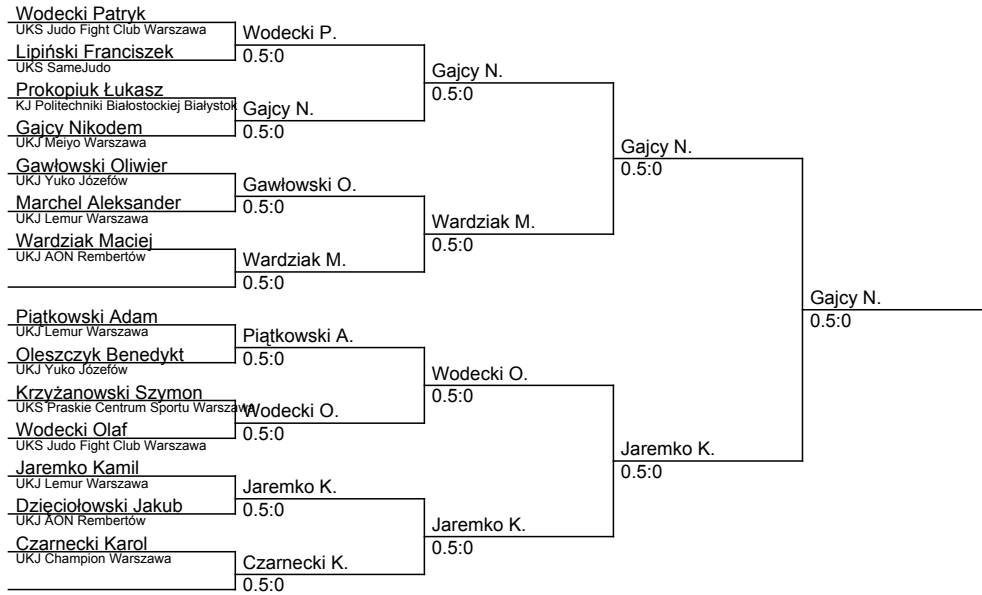 Wodecki Patryk
UKS Judo Fight Club Warszawa
Lipiński Franciszek
UKS SameJudo
Prokopiuk Łukasz
KJ Politechniki Białostockiej Białystok
Gajcy Nikodem
UKJ Meiyo Warszawa
Gawłowski Oliwier
UKJ Yuko Józefów
Marchel Aleksander
UKJ Lemur Warszawa
Wardziak Maciej
UKJ AON Rembertów
Piątkowski Adam
UKJ Lemur Warszawa
Oleszczyk Benedykt
UKJ Yuko Józefów
Krzyżanowski Szymon
UKS Praskie Centrum Sportu Warszawa
Wodecki Olaf
UKS Judo Fight Club Warszawa
Jaremko Kamil
UKJ Lemur Warszawa
Dzięciołowski Jakub
UKJ AON Rembertów
Czarnecki Karol
UKJ Champion Warszawa
Wodecki P.
0.5:0
Gajcy N.
0.5:0
Gawłowski O.
0.5:0
Wardziak M.
0.5:0
Piątkowski A.
0.5:0
Wodecki O.
0.5:0
Jaremko K.
0.5:0
Czarnecki K.
0.5:0
Gajcy N.
0.5:0
Wardziak M.
0.5:0
Wodecki O.
0.5:0
Jaremko K.
0.5:0
Gajcy N.
0.5:0
Jaremko K.
0.5:0
Gajcy N.
0.5:0